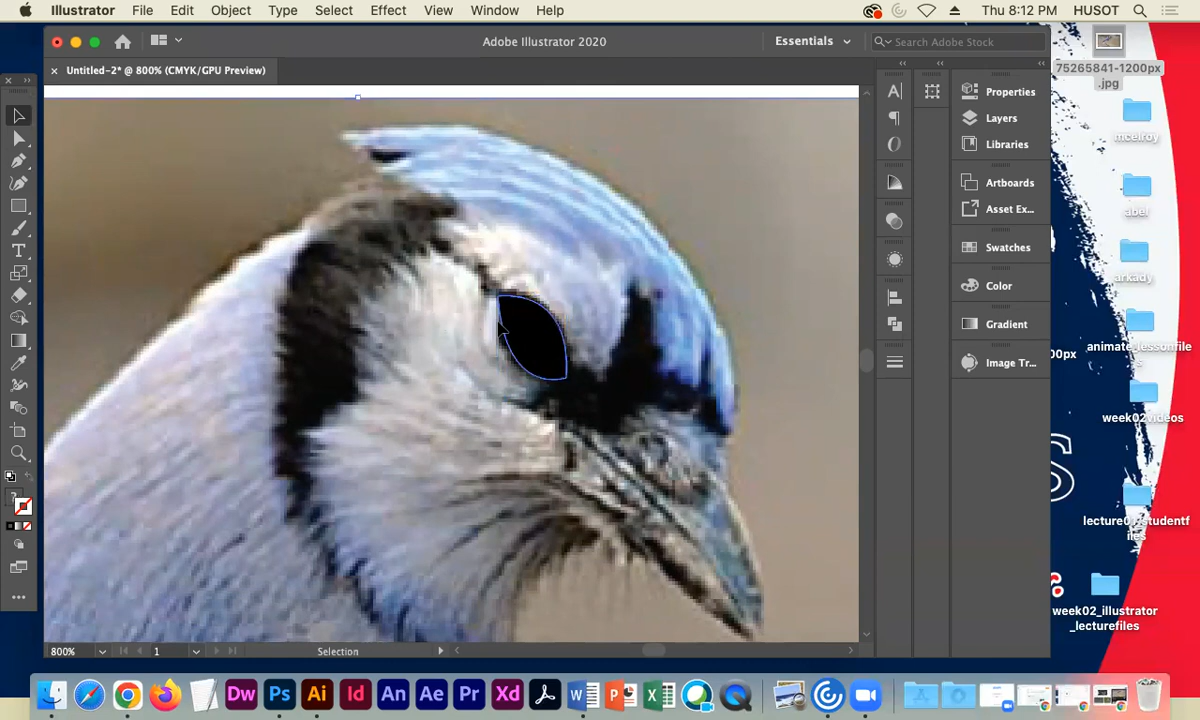 Illustrator File Edit Object Type Select Effect View Window Help
Thu 8:12 PM HUSOT
Adobe Illustrator 2020
Essentials
Search Adobe Stock
Untitled-2* @ 800% (CMYK/GPU Preview)
75265841-1200px
.jpg
Properties
Layers
Libraries
Artboards
Asset Ex...
Swatches
Color
Gradient
Image Tr...
mcelroy
abel
arkady
animate_lessonfile
s
00px
week02videos
lecture07_studentf
iles
week02_illustrator
_lecturefiles
800%
1
Selection
Dw Ps Ai Id An Ae Pr Xd